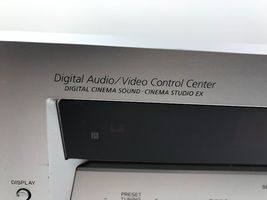 Digital Audio/Video Control Center
DIGITAL CINEMA SOUND · CINEMA STUDIO EX
DISPLAY
PRESET
TUNING